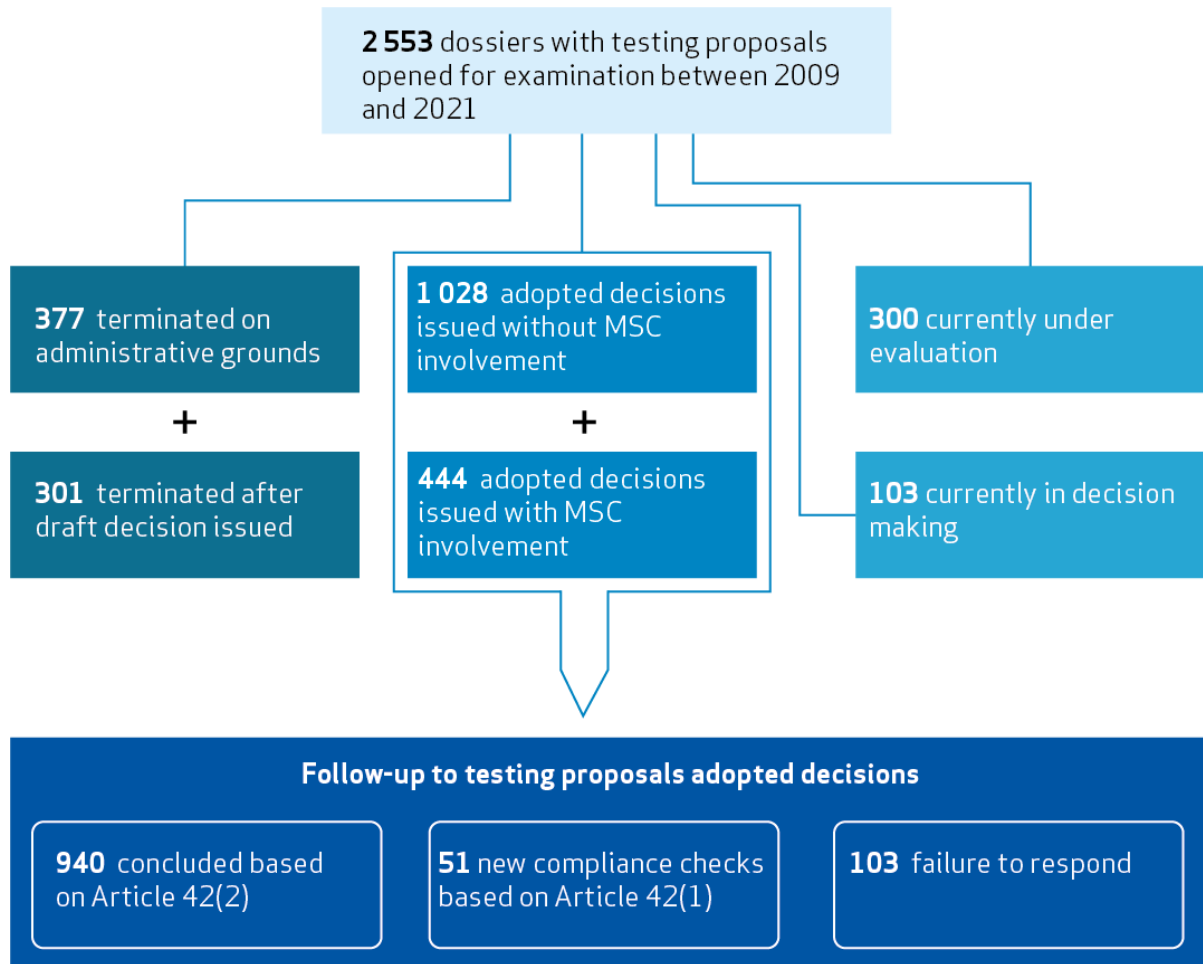 2 553 dossiers with testing proposals
opened for examination between 2009
and 2021
377 terminated on
administrative grounds
+
301 terminated after
draft decision issued
1 028 adopted decisions
issued without MSC
involvement
+
444 adopted decisions
issued with MSC
involvement
300 currently under
evaluation
103 currently in decision
making
Follow-up to testing proposals adopted decisions
940 concluded based
on Article 42(2)
51 new compliance checks
based on Article 42(1)
103 failure to respond